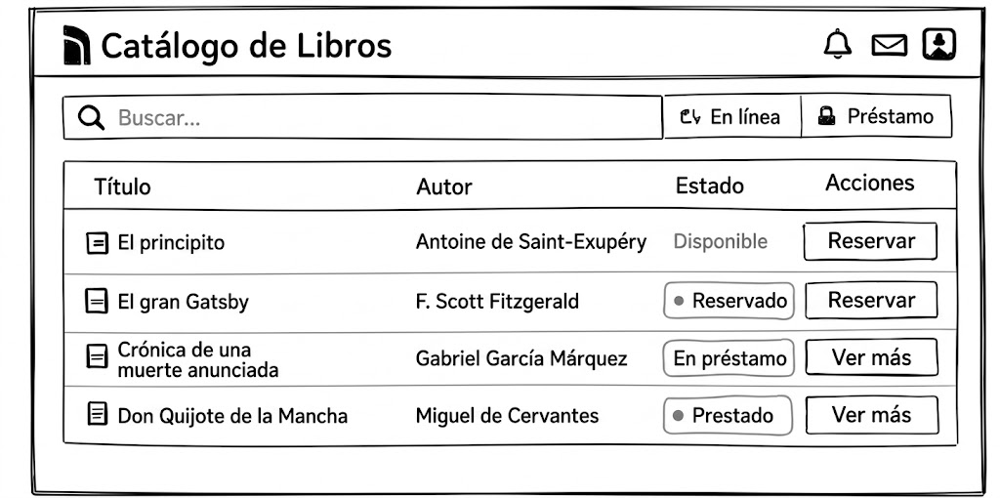 Catálogo de Libros
Buscar...
En línea
Préstamo
Título Autor Estado Acciones
El principito Antoine de Saint-Exupéry Disponible Reservar
El gran Gatsby F. Scott Fitzgerald Reservado Reservar
Crónica de una
muerte anunciada Gabriel García Márquez En préstamo Ver más
Don Quijote de la Mancha Miguel de Cervantes Prestado Ver más